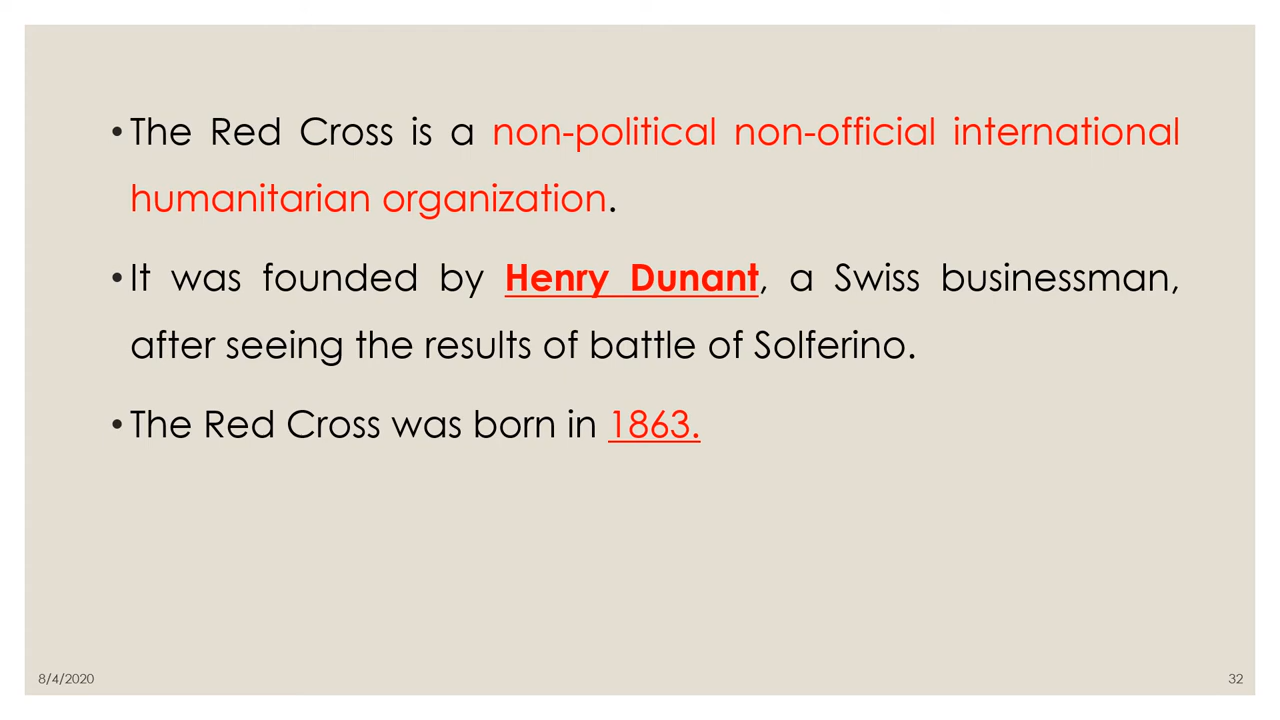 •The Red Cross is a non-political non-official international
humanitarian organization.
•It was founded by Henry Dunant, a Swiss businessman,
after seeing the results of battle of Solferino.
•The Red Cross was born in 1863.
8/4/2020
32